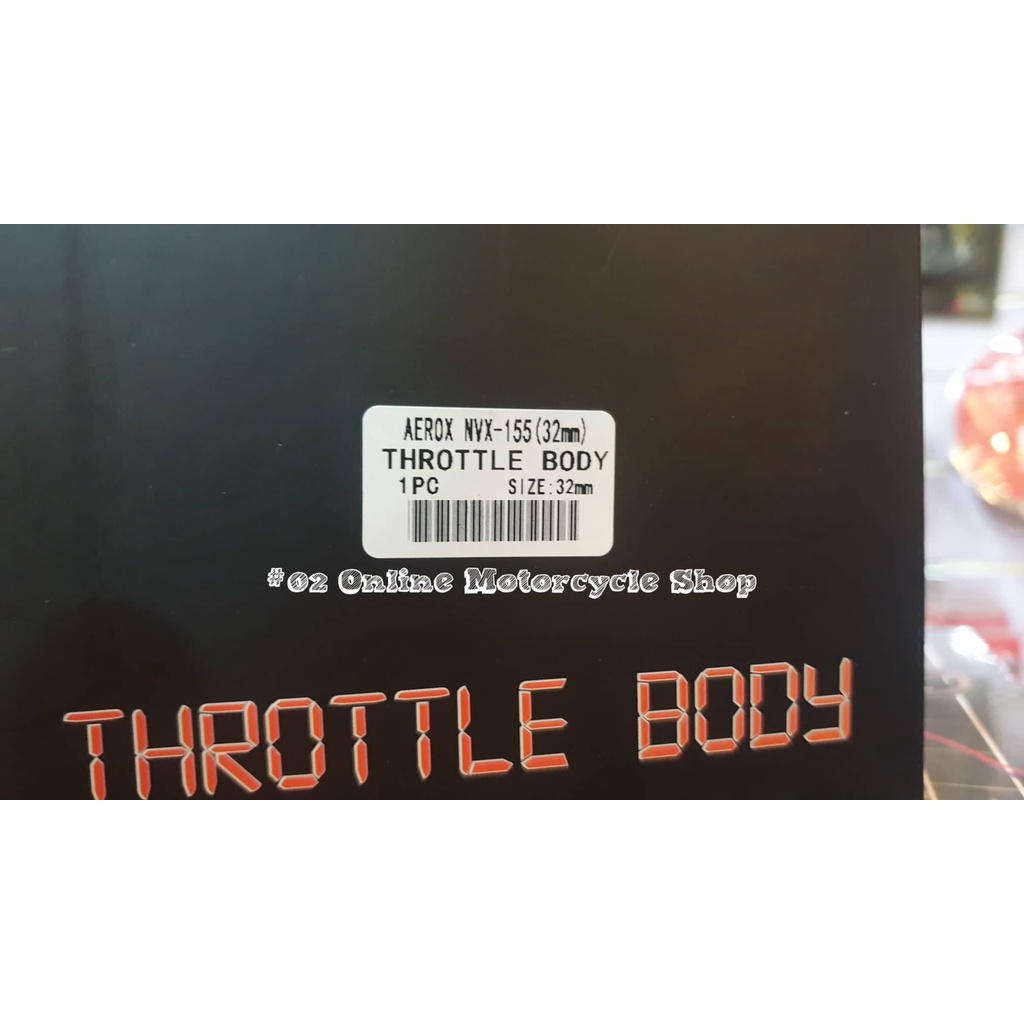 AEROX NVX-155(32mm)
THROTTLE BODY
1PC SIZE:32mm
#02 Online Motorcycle Shop
THROTTLE BODY